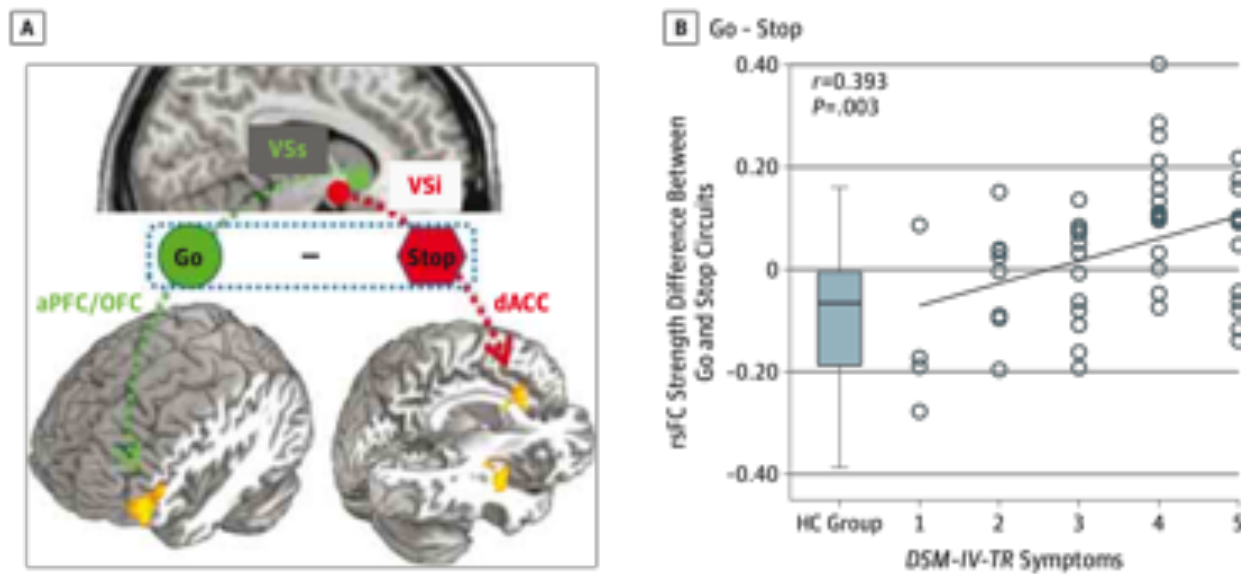 A
VSs
VSi
Go
–
Stop
aPFC/OFC
dACC
B Go – Stop
r=0.393
P=.003
rsFC Strength Difference Between
Go and Stop Circuits
0.40
0.20
0
–0.20
–0.40
HC Group 1 2 3 4 5
DSM-IV-TR Symptoms